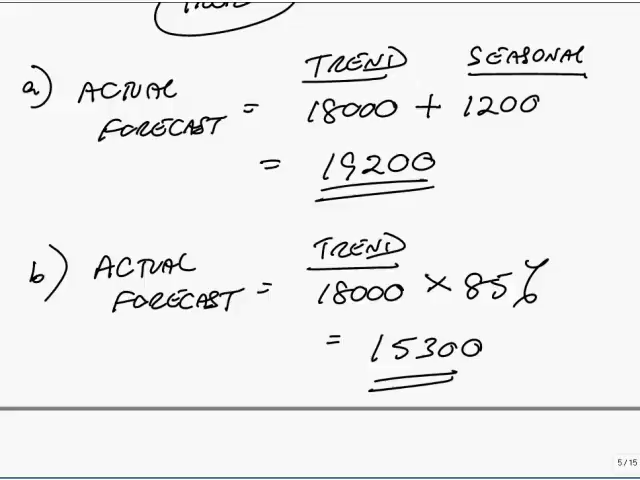 TREND SEASONAL
a) ACTUAL FORECAST = 18000 + 1200
= 19200
TREND
b) ACTUAL FORECAST = 18000 × 85%
= 15300
5/15